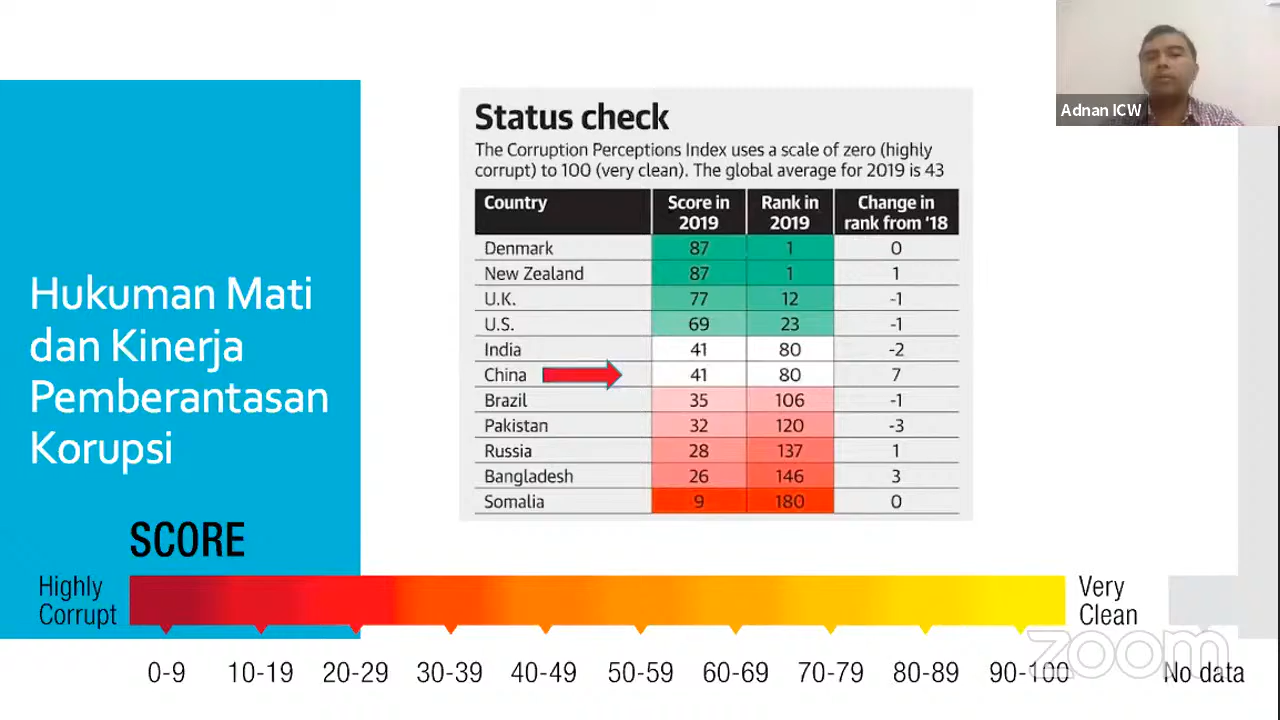 Adnan ICW
Hukuman Mati
dan Kinerja
Pemberantasan
Korupsi
Status check
The Corruption Perceptions Index uses a scale of zero (highly
corrupt) to 100 (very clean). The global average for 2019 is 43
Country Score in 2019 Rank in 2019 Change in rank from '18
Denmark 87 1 0
New Zealand 87 1 1
U.K. 77 12 -1
U.S. 69 23 -1
India 41 80 -2
China 41 80 7
Brazil 35 106 -1
Pakistan 32 120 -3
Russia 28 137 1
Bangladesh 26 146 3
Somalia 9 180 0
SCORE
Highly
Corrupt
Very
Clean
0-9 10-19 20-29 30-39 40-49 50-59 60-69 70-79 80-89 90-100 No data
zoom